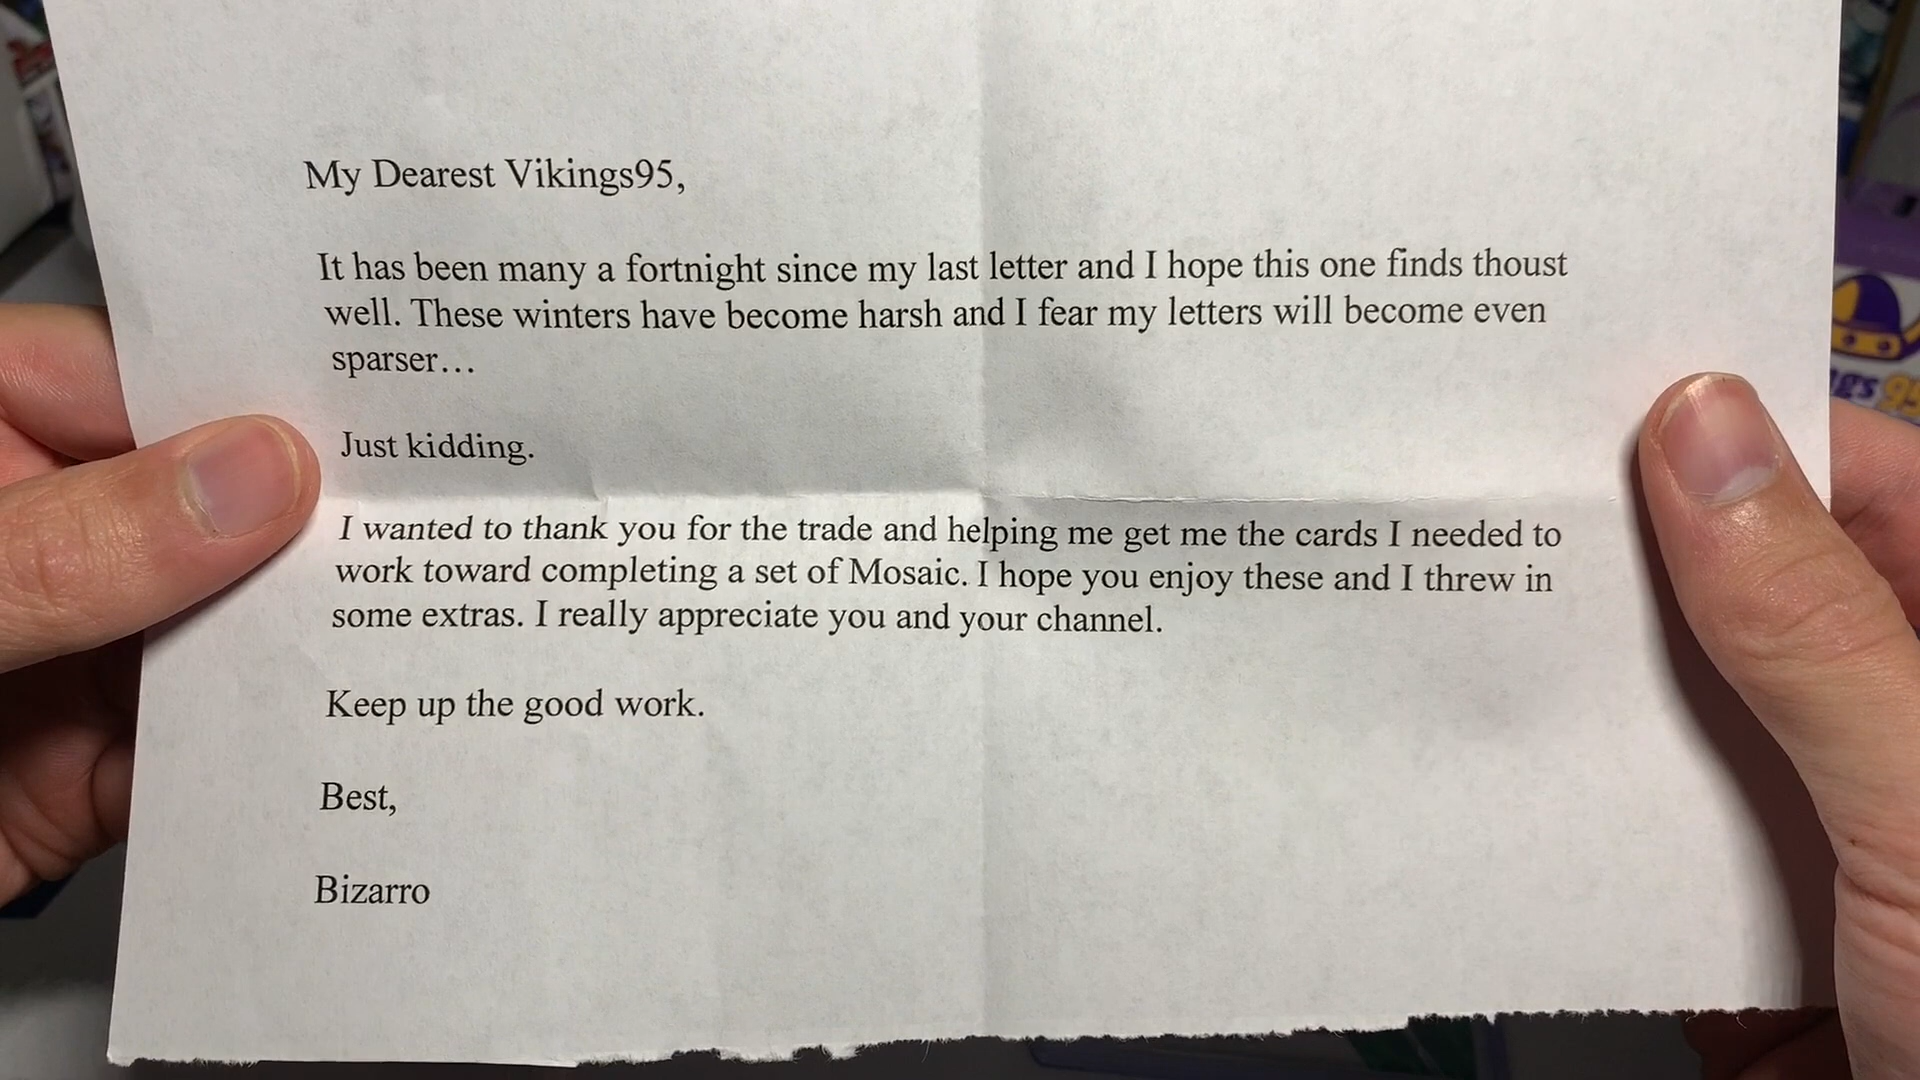 My Dearest Vikings95,
It has been many a fortnight since my last letter and I hope this one finds thoust
well. These winters have become harsh and I fear my letters will become even
sparser…
Just kidding.
I wanted to thank you for the trade and helping me get me the cards I needed to
work toward completing a set of Mosaic. I hope you enjoy these and I threw in
some extras. I really appreciate you and your channel.
Keep up the good work.
Best,
Bizarro